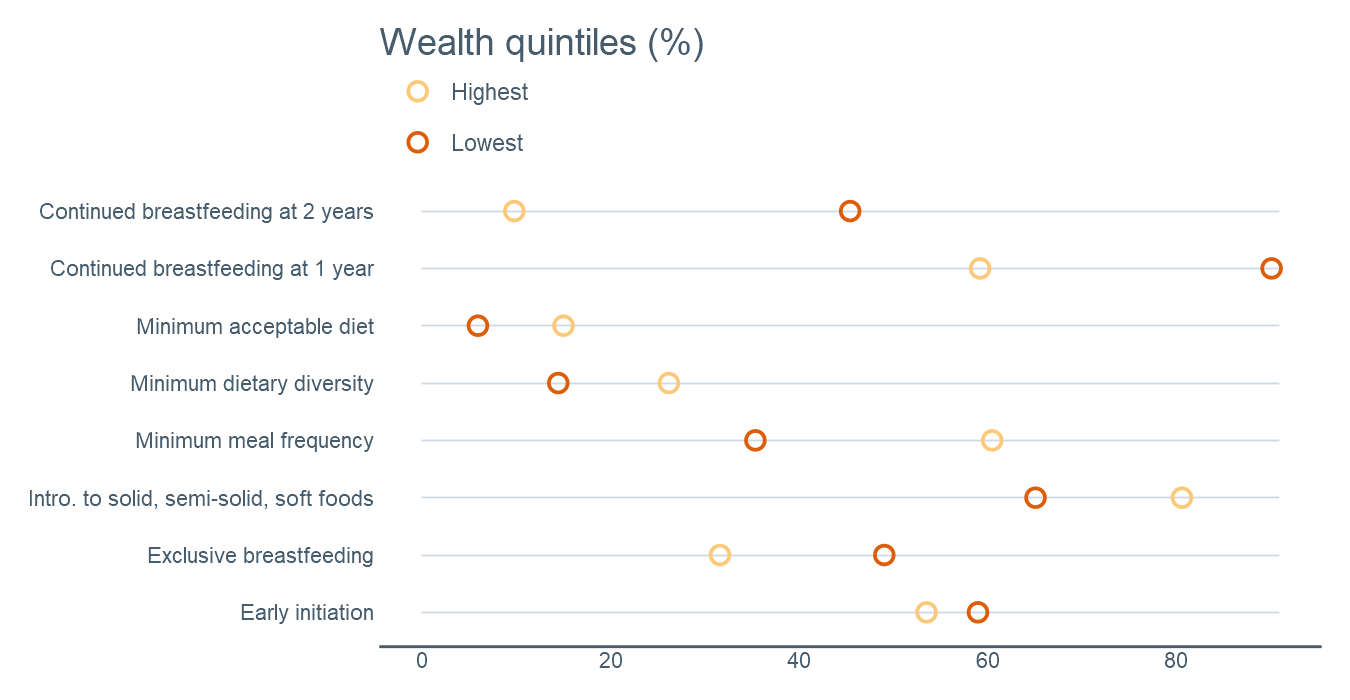 Wealth quintiles (%)
Highest
Lowest
Continued breastfeeding at 2 years
Continued breastfeeding at 1 year
Minimum acceptable diet
Minimum dietary diversity
Minimum meal frequency
Intro. to solid, semi-solid, soft foods
Exclusive breastfeeding
Early initiation
0 20 40 60 80